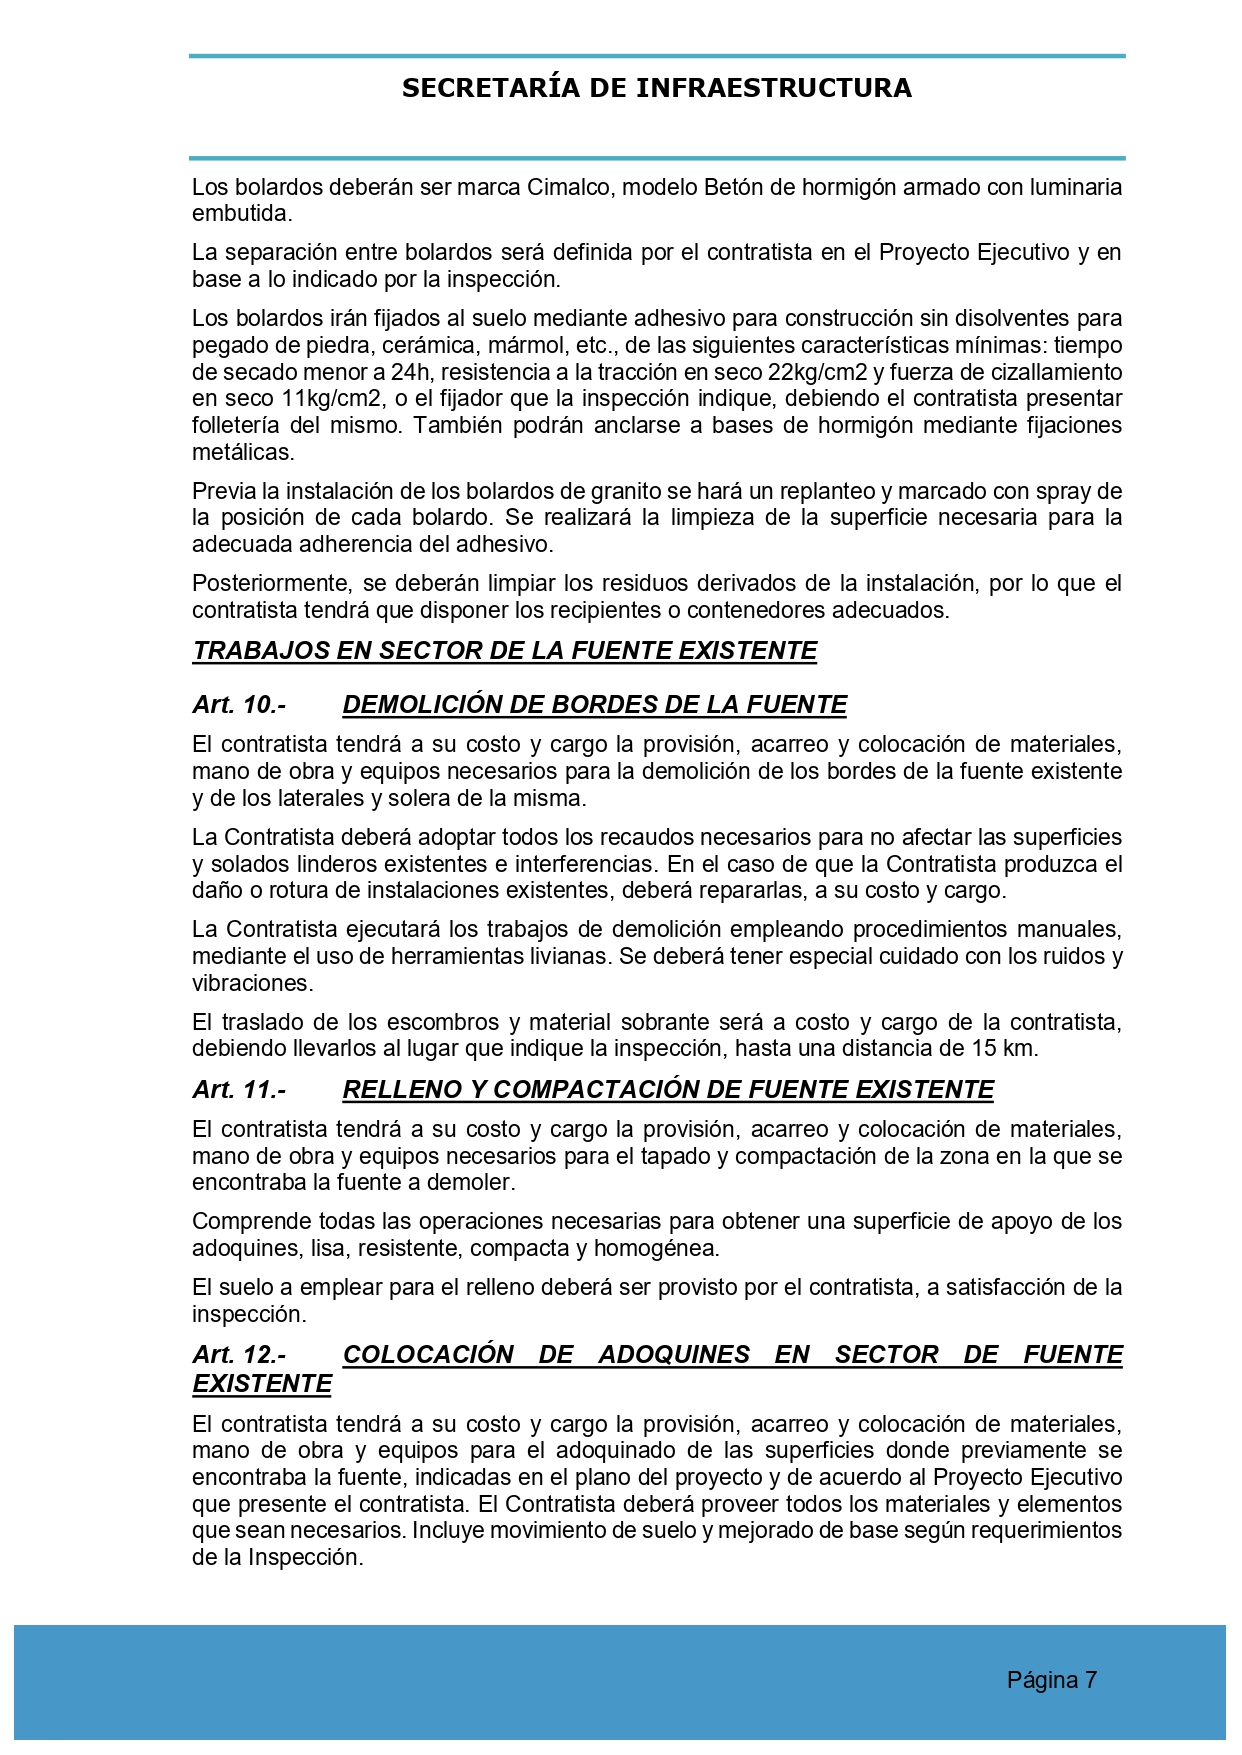 SECRETARÍA DE INFRAESTRUCTURA
Los bolardos deberán ser marca Cimalco, modelo Betón de hormigón armado con luminaria
embutida.
La separación entre bolardos será definida por el contratista en el Proyecto Ejecutivo y en
base a lo indicado por la inspección.
Los bolardos irán fijados al suelo mediante adhesivo para construcción sin disolventes para
pegado de piedra, cerámica, mármol, etc., de las siguientes características mínimas: tiempo
de secado menor a 24h, resistencia a la tracción en seco 22kg/cm2 y fuerza de cizallamiento
en seco 11kg/cm2, o el fijador que la inspección indique, debiendo el contratista presentar
folletería del mismo. También podrán anclarse a bases de hormigón mediante fijaciones
metálicas.
Previa la instalación de los bolardos de granito se hará un replanteo y marcado con spray de
la posición de cada bolardo. Se realizará la limpieza de la superficie necesaria para la
adecuada adherencia del adhesivo.
Posteriormente, se deberán limpiar los residuos derivados de la instalación, por lo que el
contratista tendrá que disponer los recipientes o contenedores adecuados.
TRABAJOS EN SECTOR DE LA FUENTE EXISTENTE
Art. 10.- DEMOLICIÓN DE BORDES DE LA FUENTE
El contratista tendrá a su costo y cargo la provisión, acarreo y colocación de materiales,
mano de obra y equipos necesarios para la demolición de los bordes de la fuente existente
y de los laterales y solera de la misma.
La Contratista deberá adoptar todos los recaudos necesarios para no afectar las superficies
y solados linderos existentes e interferencias. En el caso de que la Contratista produzca el
daño o rotura de instalaciones existentes, deberá repararlas, a su costo y cargo.
La Contratista ejecutará los trabajos de demolición empleando procedimientos manuales,
mediante el uso de herramientas livianas. Se deberá tener especial cuidado con los ruidos y
vibraciones.
El traslado de los escombros y material sobrante será a costo y cargo de la contratista,
debiendo llevarlos al lugar que indique la inspección, hasta una distancia de 15 km.
Art. 11.- RELLENO Y COMPACTACIÓN DE FUENTE EXISTENTE
El contratista tendrá a su costo y cargo la provisión, acarreo y colocación de materiales,
mano de obra y equipos necesarios para el tapado y compactación de la zona en la que se
encontraba la fuente a demoler.
Comprende todas las operaciones necesarias para obtener una superficie de apoyo de los
adoquines, lisa, resistente, compacta y homogénea.
El suelo a emplear para el relleno deberá ser provisto por el contratista, a satisfacción de la
inspección.
Art. 12.- COLOCACIÓN DE ADOQUINES EN SECTOR DE FUENTE
EXISTENTE
El contratista tendrá a su costo y cargo la provisión, acarreo y colocación de materiales,
mano de obra y equipos para el adoquinado de las superficies donde previamente se
encontraba la fuente, indicadas en el plano del proyecto y de acuerdo al Proyecto Ejecutivo
que presente el contratista. El Contratista deberá proveer todos los materiales y elementos
que sean necesarios. Incluye movimiento de suelo y mejorado de base según requerimientos
de la Inspección.
Página 7